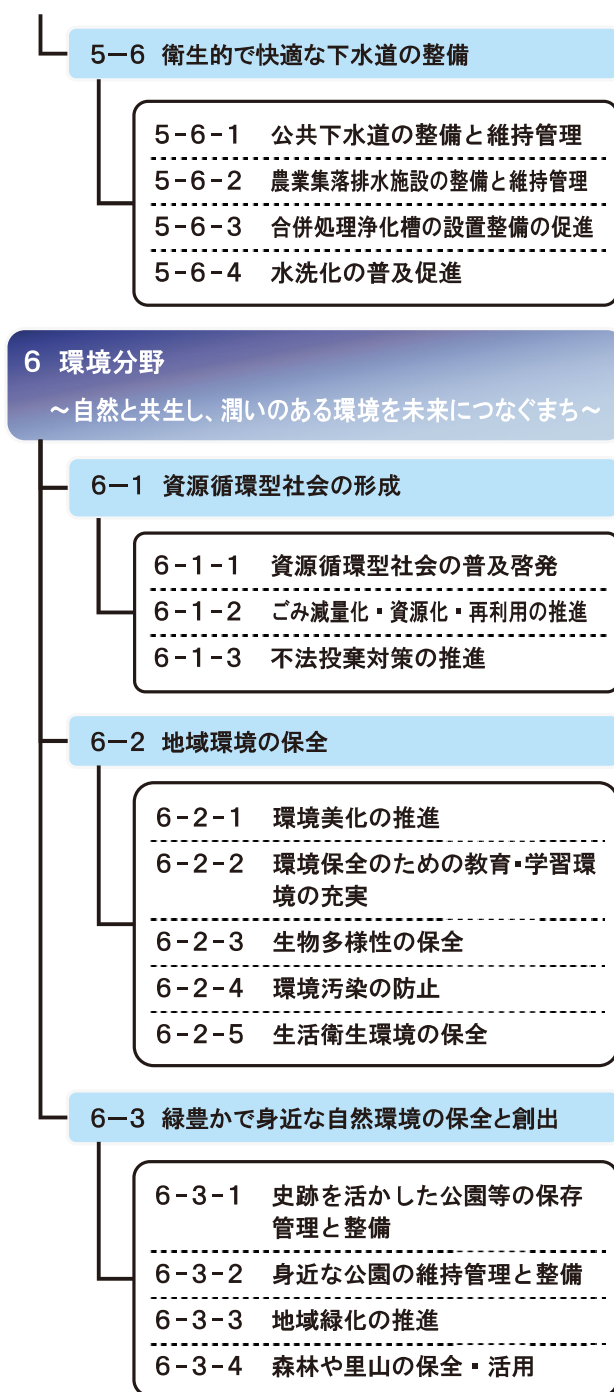 5−6 衛生的で快適な下水道の整備
5-6-1 公共下水道の整備と維持管理
5-6-2 農業集落排水施設の整備と維持管理
5-6-3 合併処理浄化槽の設置整備の促進
5-6-4 水洗化の普及促進
6 環境分野
～自然と共生し、潤いのある環境を未来につなぐまち～
6−1 資源循環型社会の形成
6-1-1 資源循環型社会の普及啓発
6-1-2 ごみ減量化・資源化・再利用の推進
6-1-3 不法投棄対策の推進
6−2 地域環境の保全
6-2-1 環境美化の推進
6-2-2 環境保全のための教育・学習環
境の充実
6-2-3 生物多様性の保全
6-2-4 環境汚染の防止
6-2-5 生活衛生環境の保全
6−3 緑豊かで身近な自然環境の保全と創出
6-3-1 史跡を活かした公園等の保存
管理と整備
6-3-2 身近な公園の維持管理と整備
6-3-3 地域緑化の推進
6-3-4 森林や里山の保全・活用